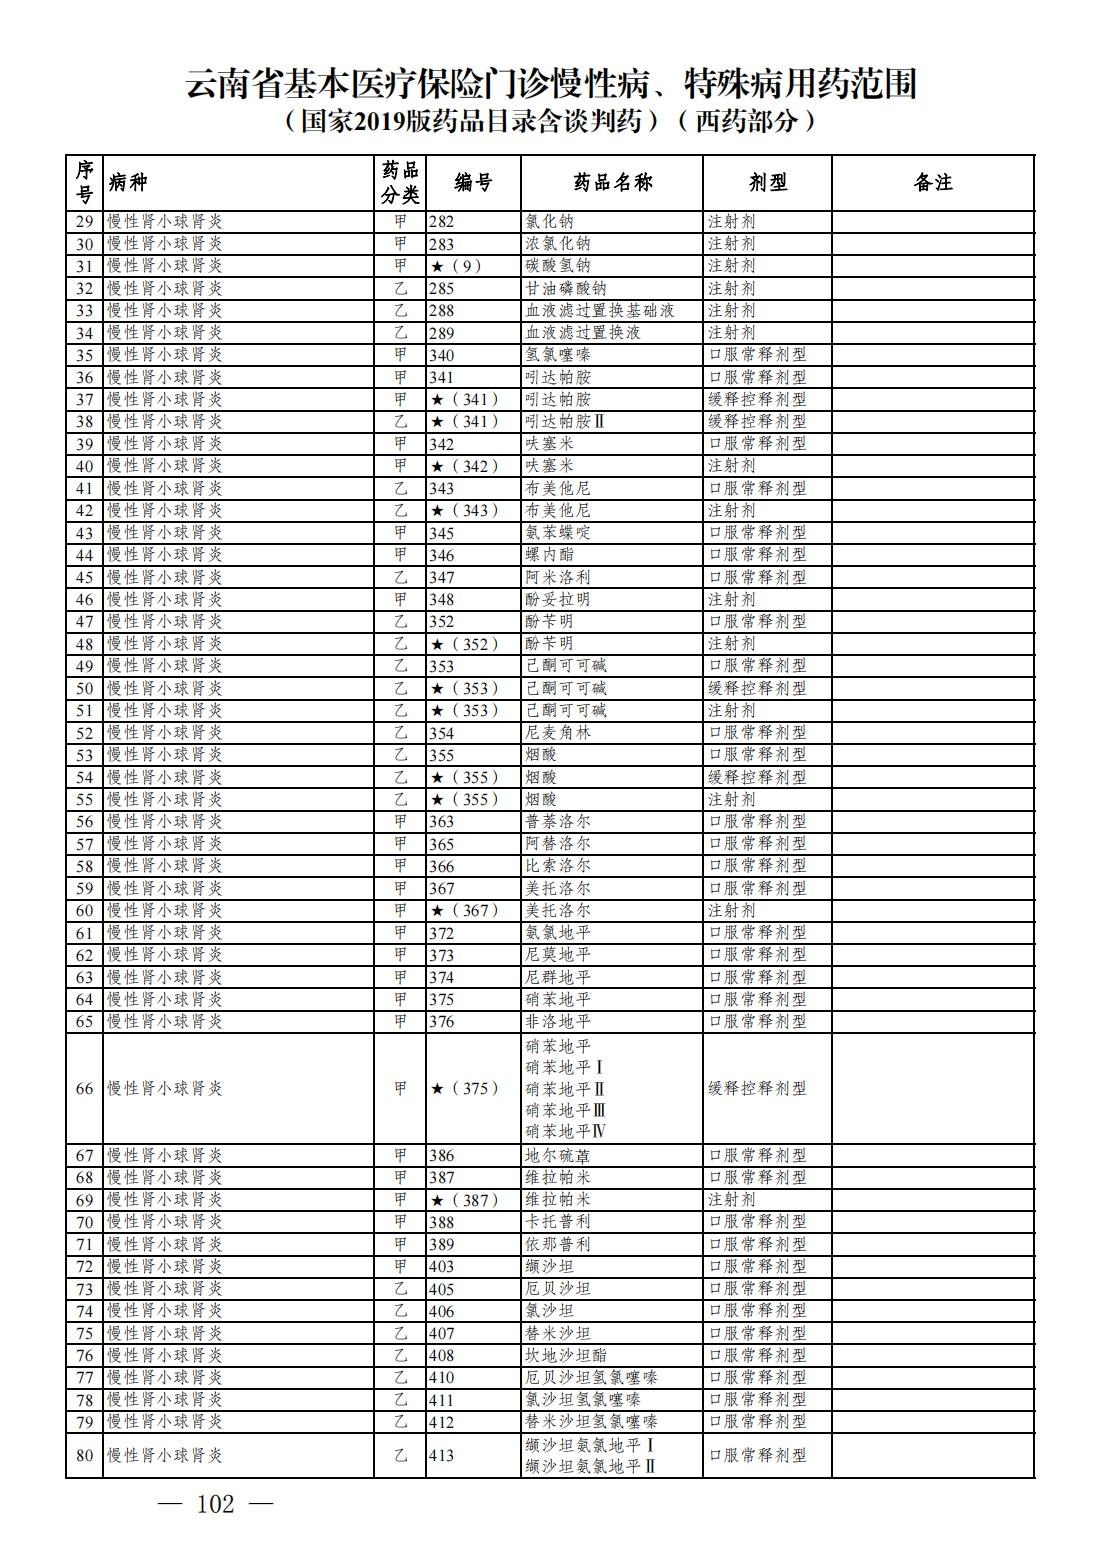 云南省基本医疗保险门诊慢性病、特殊病用药范围
（国家2019版药品目录含谈判药）（西药部分）
序号 病种 药品分类 编号 药品名称 剂型 备注
29 慢性肾小球肾炎 甲 282 氯化钠 注射剂
30 慢性肾小球肾炎 甲 283 浓氯化钠 注射剂
31 慢性肾小球肾炎 甲 ★（9） 碳酸氢钠 注射剂
32 慢性肾小球肾炎 乙 285 甘油磷酸钠 注射剂
33 慢性肾小球肾炎 乙 288 血液滤过置换基础液 注射剂
34 慢性肾小球肾炎 乙 289 血液滤过置换液 注射剂
35 慢性肾小球肾炎 甲 340 氢氯噻嗪 口服常释剂型
36 慢性肾小球肾炎 甲 341 吲达帕胺 口服常释剂型
37 慢性肾小球肾炎 甲 ★（341） 吲达帕胺 缓释控释剂型
38 慢性肾小球肾炎 乙 ★（341） 吲达帕胺Ⅱ 缓释控释剂型
39 慢性肾小球肾炎 甲 342 呋塞米 口服常释剂型
40 慢性肾小球肾炎 甲 ★（342） 呋塞米 注射剂
41 慢性肾小球肾炎 乙 343 布美他尼 口服常释剂型
42 慢性肾小球肾炎 乙 ★（343） 布美他尼 注射剂
43 慢性肾小球肾炎 甲 345 氨苯蝶啶 口服常释剂型
44 慢性肾小球肾炎 甲 346 螺内酯 口服常释剂型
45 慢性肾小球肾炎 乙 347 阿米洛利 口服常释剂型
46 慢性肾小球肾炎 甲 348 酚妥拉明 注射剂
47 慢性肾小球肾炎 乙 352 酚苄明 口服常释剂型
48 慢性肾小球肾炎 乙 ★（352） 酚苄明 注射剂
49 慢性肾小球肾炎 乙 353 己酮可可碱 口服常释剂型
50 慢性肾小球肾炎 乙 ★（353） 己酮可可碱 缓释控释剂型
51 慢性肾小球肾炎 乙 ★（353） 己酮可可碱 注射剂
52 慢性肾小球肾炎 乙 354 尼麦角林 口服常释剂型
53 慢性肾小球肾炎 乙 355 烟酸 口服常释剂型
54 慢性肾小球肾炎 乙 ★（355） 烟酸 缓释控释剂型
55 慢性肾小球肾炎 乙 ★（355） 烟酸 注射剂
56 慢性肾小球肾炎 甲 363 普萘洛尔 口服常释剂型
57 慢性肾小球肾炎 甲 365 阿替洛尔 口服常释剂型
58 慢性肾小球肾炎 甲 366 比索洛尔 口服常释剂型
59 慢性肾小球肾炎 甲 367 美托洛尔 口服常释剂型
60 慢性肾小球肾炎 甲 ★（367） 美托洛尔 注射剂
61 慢性肾小球肾炎 甲 372 氨氯地平 口服常释剂型
62 慢性肾小球肾炎 甲 373 尼莫地平 口服常释剂型
63 慢性肾小球肾炎 甲 374 尼群地平 口服常释剂型
64 慢性肾小球肾炎 甲 375 硝苯地平 口服常释剂型
65 慢性肾小球肾炎 甲 376 非洛地平 口服常释剂型
硝苯地平
硝苯地平Ⅰ
66 慢性肾小球肾炎 甲 ★（375） 硝苯地平Ⅱ 缓释控释剂型
硝苯地平Ⅲ
硝苯地平Ⅳ
67 慢性肾小球肾炎 甲 386 地尔硫䓬 口服常释剂型
68 慢性肾小球肾炎 甲 387 维拉帕米 口服常释剂型
69 慢性肾小球肾炎 甲 ★（387） 维拉帕米 注射剂
70 慢性肾小球肾炎 甲 388 卡托普利 口服常释剂型
71 慢性肾小球肾炎 甲 389 依那普利 口服常释剂型
72 慢性肾小球肾炎 甲 403 缬沙坦 口服常释剂型
73 慢性肾小球肾炎 乙 405 厄贝沙坦 口服常释剂型
74 慢性肾小球肾炎 乙 406 氯沙坦 口服常释剂型
75 慢性肾小球肾炎 乙 407 替米沙坦 口服常释剂型
76 慢性肾小球肾炎 乙 408 坎地沙坦酯 口服常释剂型
77 慢性肾小球肾炎 乙 410 厄贝沙坦氢氯噻嗪 口服常释剂型
78 慢性肾小球肾炎 乙 411 氯沙坦氢氯噻嗪 口服常释剂型
79 慢性肾小球肾炎 乙 412 替米沙坦氢氯噻嗪 口服常释剂型
80 慢性肾小球肾炎 乙 413 缬沙坦氨氯地平Ⅰ 口服常释剂型
缬沙坦氨氯地平Ⅱ
— 102 —